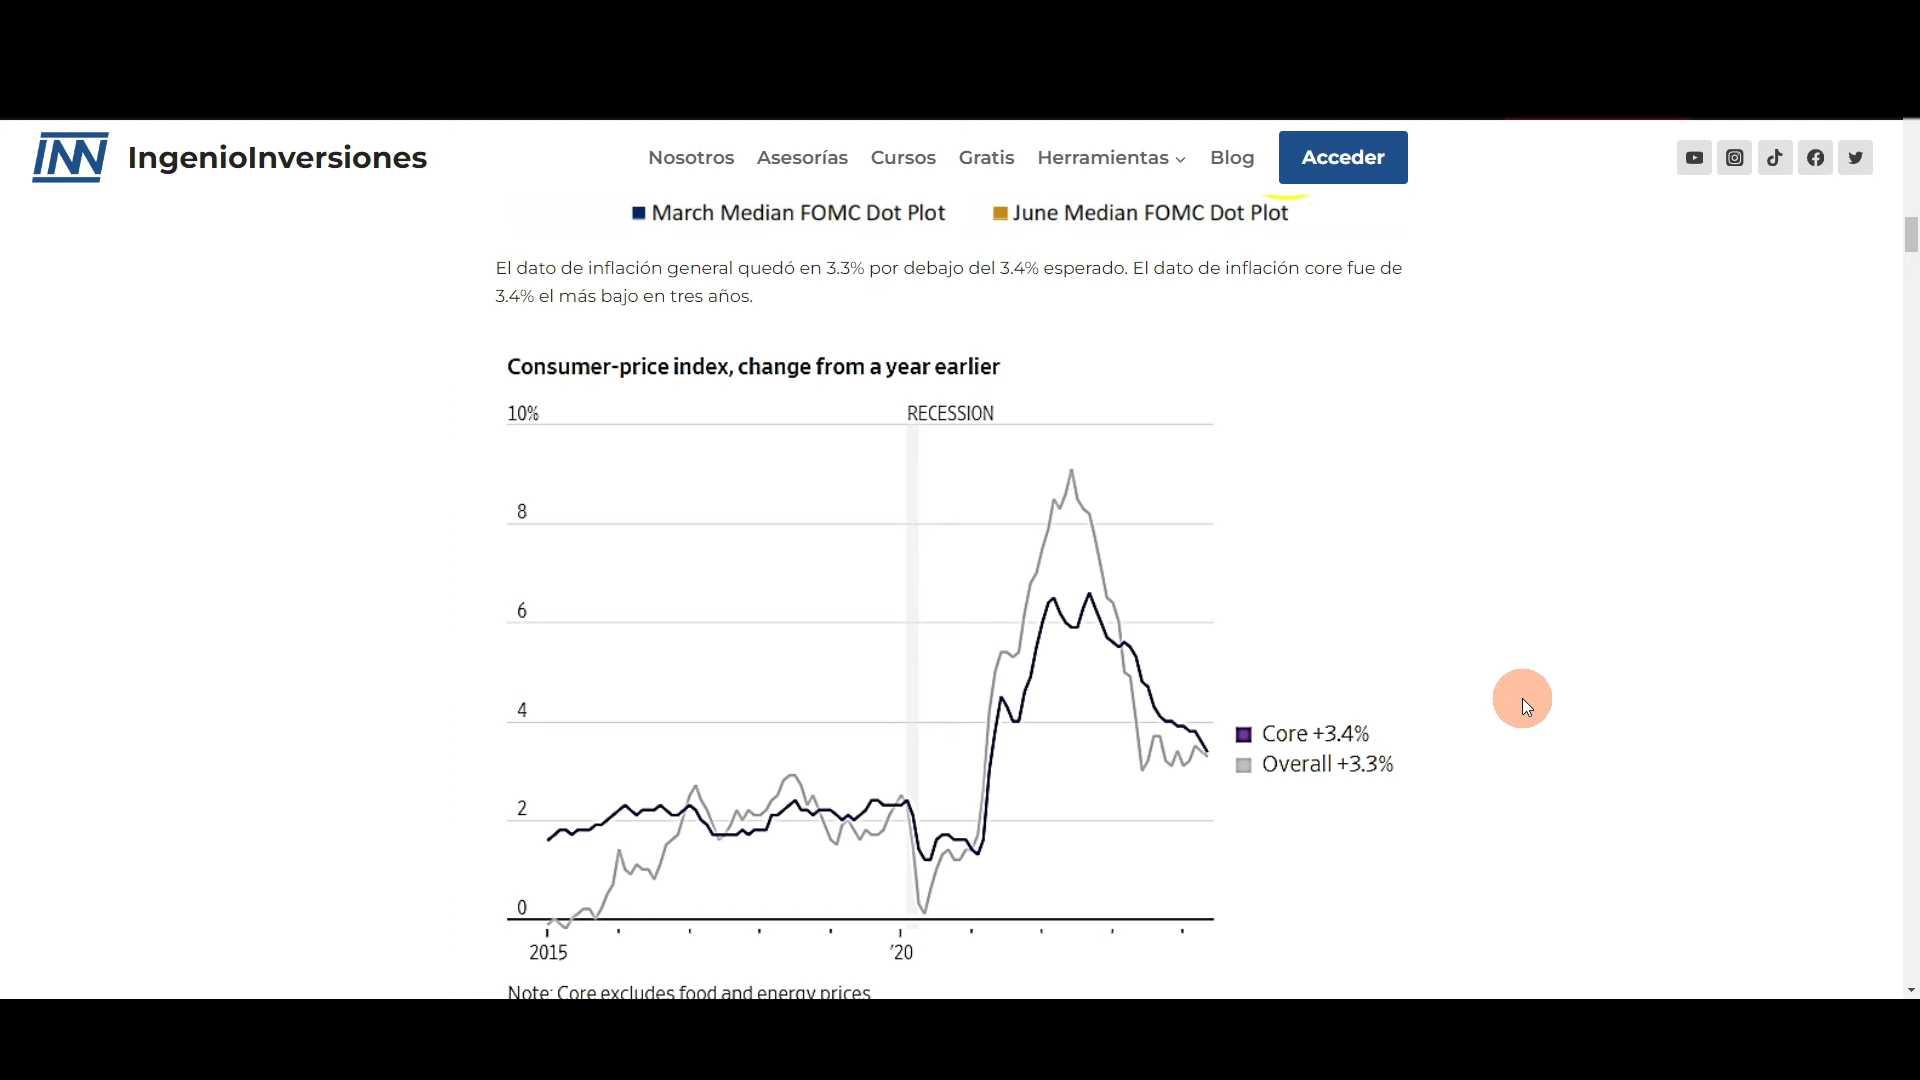 INN IngenioInversiones
Nosotros Asesorías Cursos Gratis Herramientas Blog Acceder
March Median FOMC Dot Plot June Median FOMC Dot Plot
El dato de inflación general quedó en 3.3% por debajo del 3.4% esperado. El dato de inflación core fue de
3.4% el más bajo en tres años.
Consumer-price index, change from a year earlier
10% RECESSION
8
6
4
Core +3.4%
Overall +3.3%
2
0
2015 '20
Note: Core excludes food and energy prices